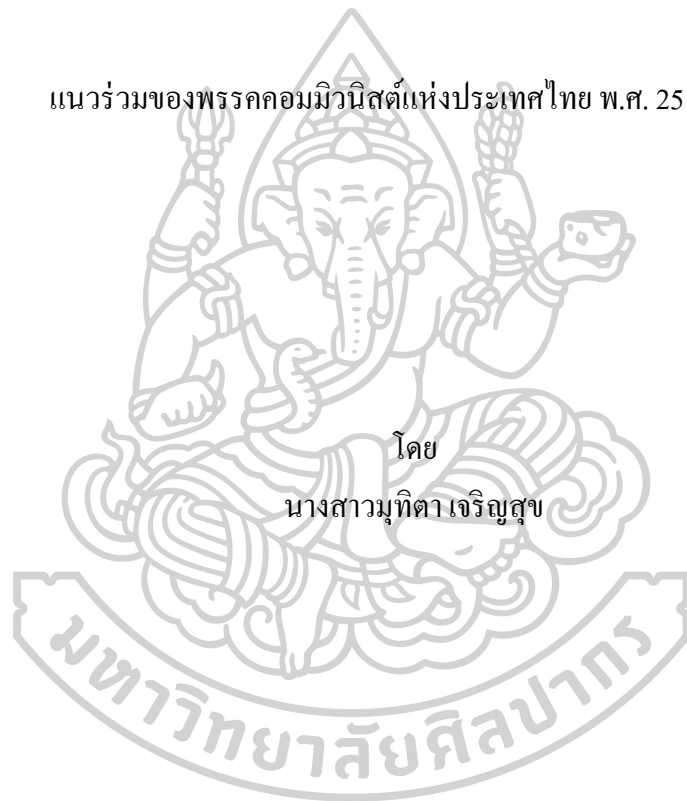 แนวร่วมของพรรคคอมมิวนิสต์แห่งประเทศไทย พ.ศ. 25
โดย
นางสาวมุทิตา เจริญสุข
มหาวิทยาลัยศิลปากร